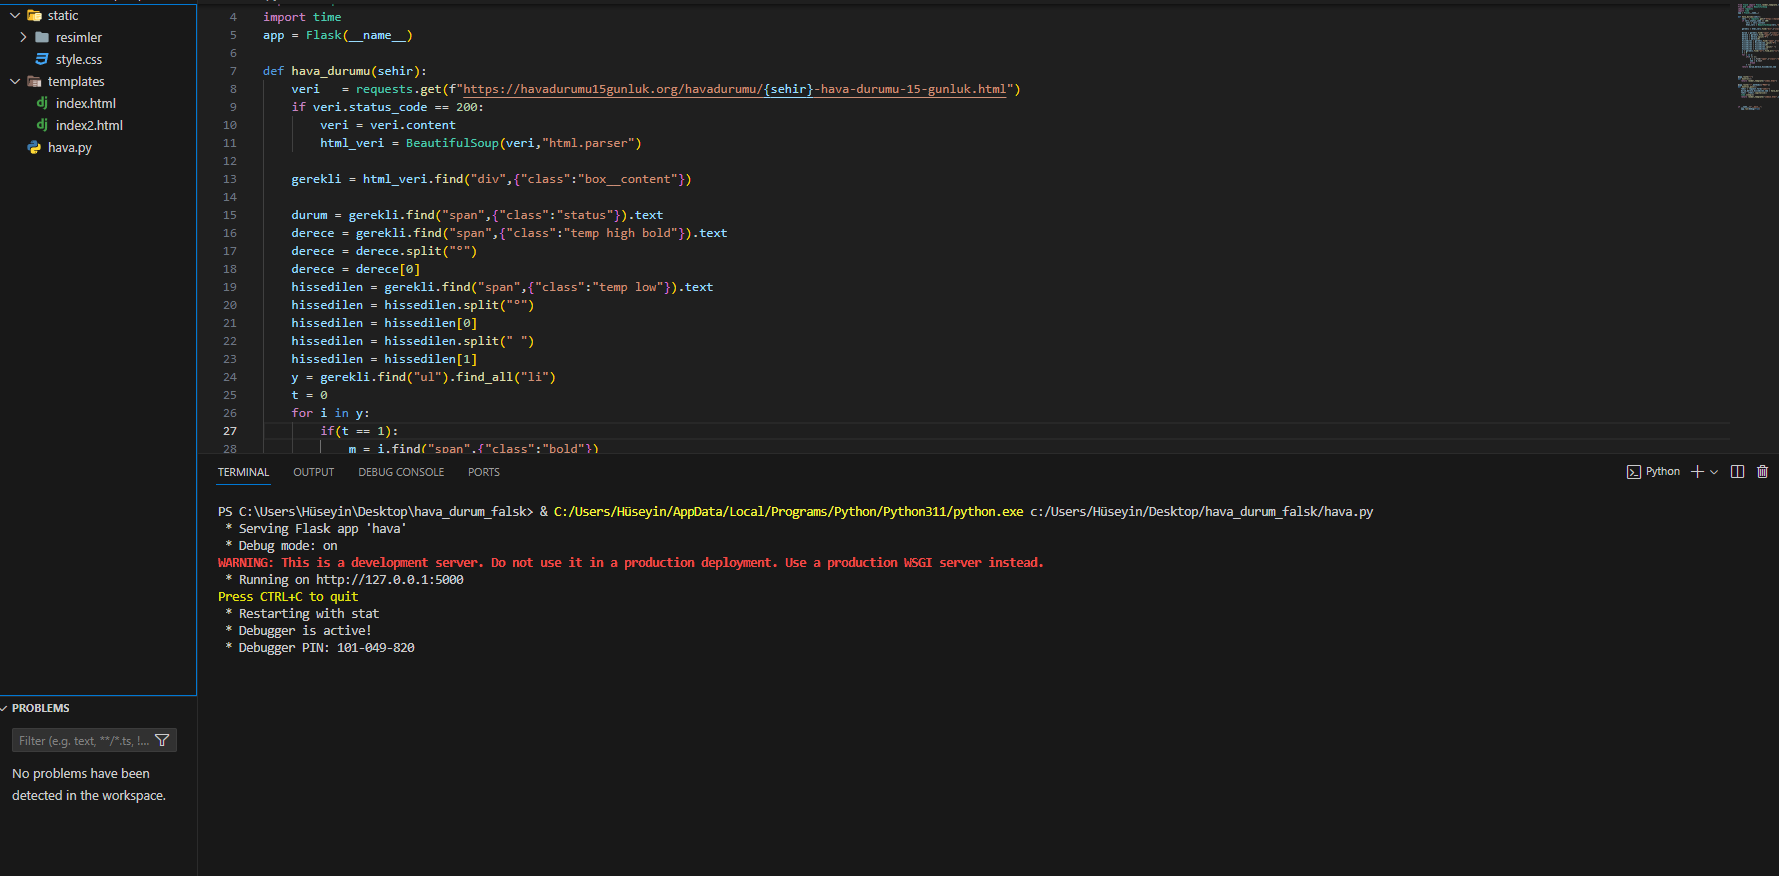 static
resimler
style.css
templates
index.html
index2.html
hava.py
4 import time
5 app = Flask(__name__)
6
7 def hava_durumu(sehir):
8 veri   = requests.get(f"https://havadurumu15gunluk.org/havadurumu/{sehir}-hava-durumu-15-gunluk.html")
9 if veri.status_code == 200:
10 veri = veri.content
11 html_veri = BeautifulSoup(veri,"html.parser")
12
13 gerekli = html_veri.find("div",{"class":"box__content"})
14
15 durum = gerekli.find("span",{"class":"status"}).text
16 derece = gerekli.find("span",{"class":"temp high bold"}).text
17 derece = derece.split("°")
18 derece = derece[0]
19 hissedilen = gerekli.find("span",{"class":"temp low"}).text
20 hissedilen = hissedilen.split("°")
21 hissedilen = hissedilen[0]
22 hissedilen = hissedilen.split(" ")
23 hissedilen = hissedilen[1]
24 y = gerekli.find("ul").find_all("li")
25 t = 0
26 for i in y:
27 if(t == 1):
28 m = i.find("span",{"class":"bold"})
TERMINAL OUTPUT DEBUG CONSOLE PORTS
Python
PS C:\Users\Hüseyin\Desktop\hava_durum_falsk> & C:/Users/Hüseyin/AppData/Local/Programs/Python/Python311/python.exe c:/Users/Hüseyin/Desktop/hava_durum_falsk/hava.py
* Serving Flask app 'hava'
* Debug mode: on
WARNING: This is a development server. Do not use it in a production deployment. Use a production WSGI server instead.
* Running on http://127.0.0.1:5000
Press CTRL+C to quit
* Restarting with stat
* Debugger is active!
* Debugger PIN: 101-049-820
PROBLEMS
Filter (e.g. text, **/*.ts, !...
No problems have been
detected in the workspace.